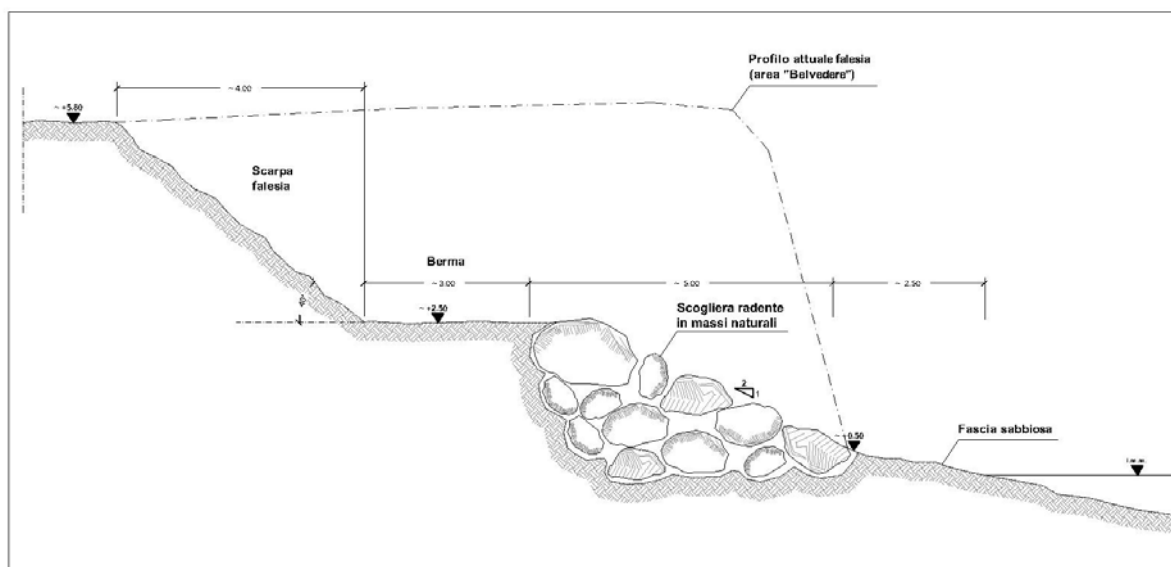 Profilo attuale falesia
(area "Belvedere")
~4.00
~ +5.80
Scarpa
falesia
Berma
~ 3.00
~ 5.00
~ 2.50
~ +2.50
Scogliera radente
in massi naturali
2
1
+0.50
Fascia sabbiosa